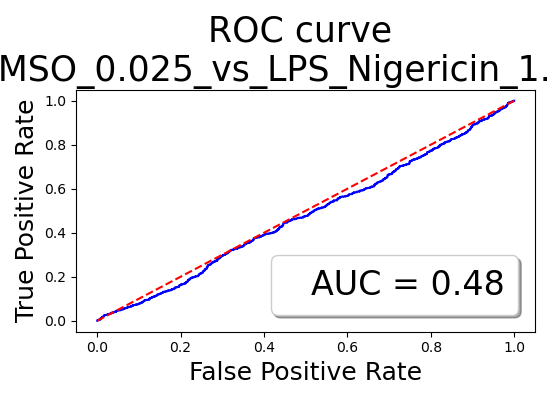 ROC curve
MSO_0.025_vs_LPS_Nigericin_1.
True Positive Rate
1.0
0.8
0.6
0.4
0.2
0.0
AUC = 0.48
0.0 0.2 0.4 0.6 0.8 1.0
False Positive Rate